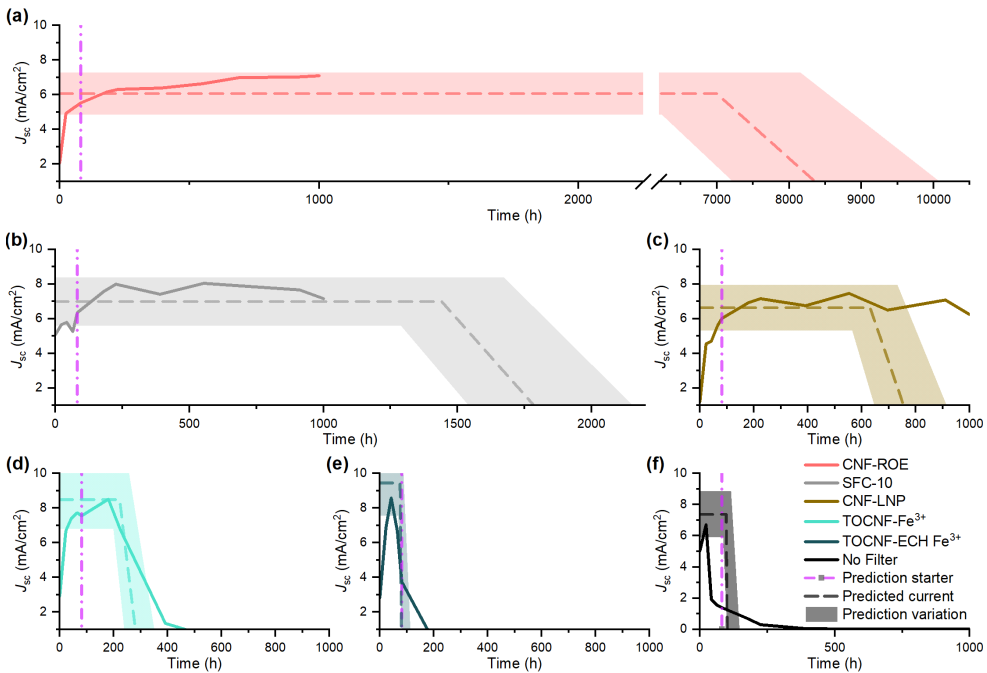 (a)
10
8
6
4
2
Jsc (mA/cm²)
0
1000
2000
7000
8000
9000
10000
Time (h)
(b)
10
8
6
4
2
Jsc (mA/cm²)
0
500
1000
1500
2000
Time (h)
(c)
10
8
6
4
2
Jsc (mA/cm²)
0
200
400
600
800
1000
Time (h)
(d)
10
8
6
4
2
Jsc (mA/cm²)
0
200
400
600
800
1000
Time (h)
(e)
10
8
6
4
2
Jsc (mA/cm²)
0
200
400
600
800
1000
Time (h)
(f)
10
8
6
4
2
0
Jsc (mA/cm²)
0
500
1000
Time (h)
CNF-ROE
SFC-10
CNF-LNP
TOCNF-Fe³⁺
TOCNF-ECH Fe³⁺
No Filter
Prediction starter
Predicted current
Prediction variation